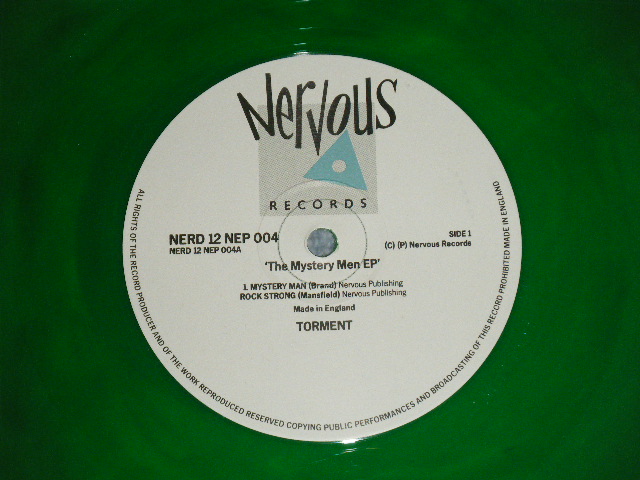 Nervous
RECORDS
NERD 12 NEP 004
NERD 12 NEP 004A
SIDE 1
(C) (P) Nervous Records
'The Mystery Men EP'
1. MYSTERY MAN (Brand) Nervous Publishing
ROCK STRONG (Mansfield) Nervous Publishing
Made in England
TORMENT
ALL RIGHTS OF THE RECORD PRODUCER AND OF THE WORK REPRODUCED RESERVED COPYING PUBLIC PERFORMANCES AND BROADCASTING OF THIS RECORD PROHIBITED MADE IN ENGLAND